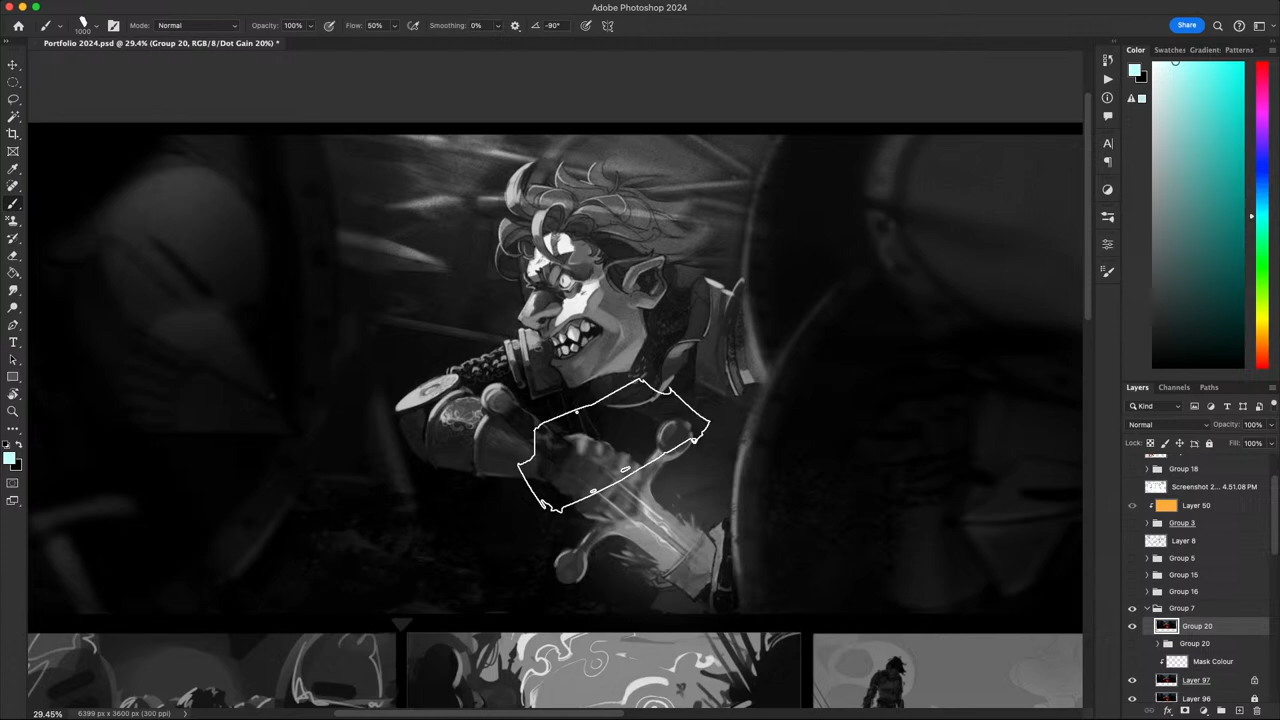 Adobe Photoshop 2024
1000
Mode: Normal
Opacity: 100%
Flow: 50%
Smoothing: 0%
-90°
Share
Portfolio 2024.psd @ 29.4% (Group 20, RGB/8/Dot Gain 20%) *
Color
Swatches
Gradient:
Patterns
Layers
Channels
Paths
Kind
Normal
Opacity: 100%
Lock:
Fill: 100%
Group 18
Screenshot 2... 4.51.08 PM
Layer 50
Group 3
Layer 8
Group 5
Group 15
Group 16
Group 7
Group 20
Group 20
Mask Colour
Layer 97
Layer 96
29.45%
6399 px x 3600 px (300 ppi)